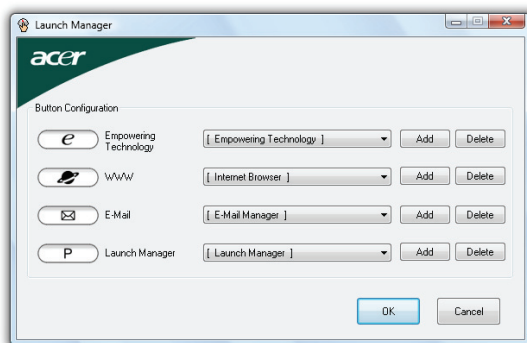 Launch Manager
acer
Button Configuration
e Empowering Technology [ Empowering Technology ] Add Delete
WWW [ Internet Browser ] Add Delete
E-Mail [ E-Mail Manager ] Add Delete
P Launch Manager [ Launch Manager ] Add Delete
OK Cancel